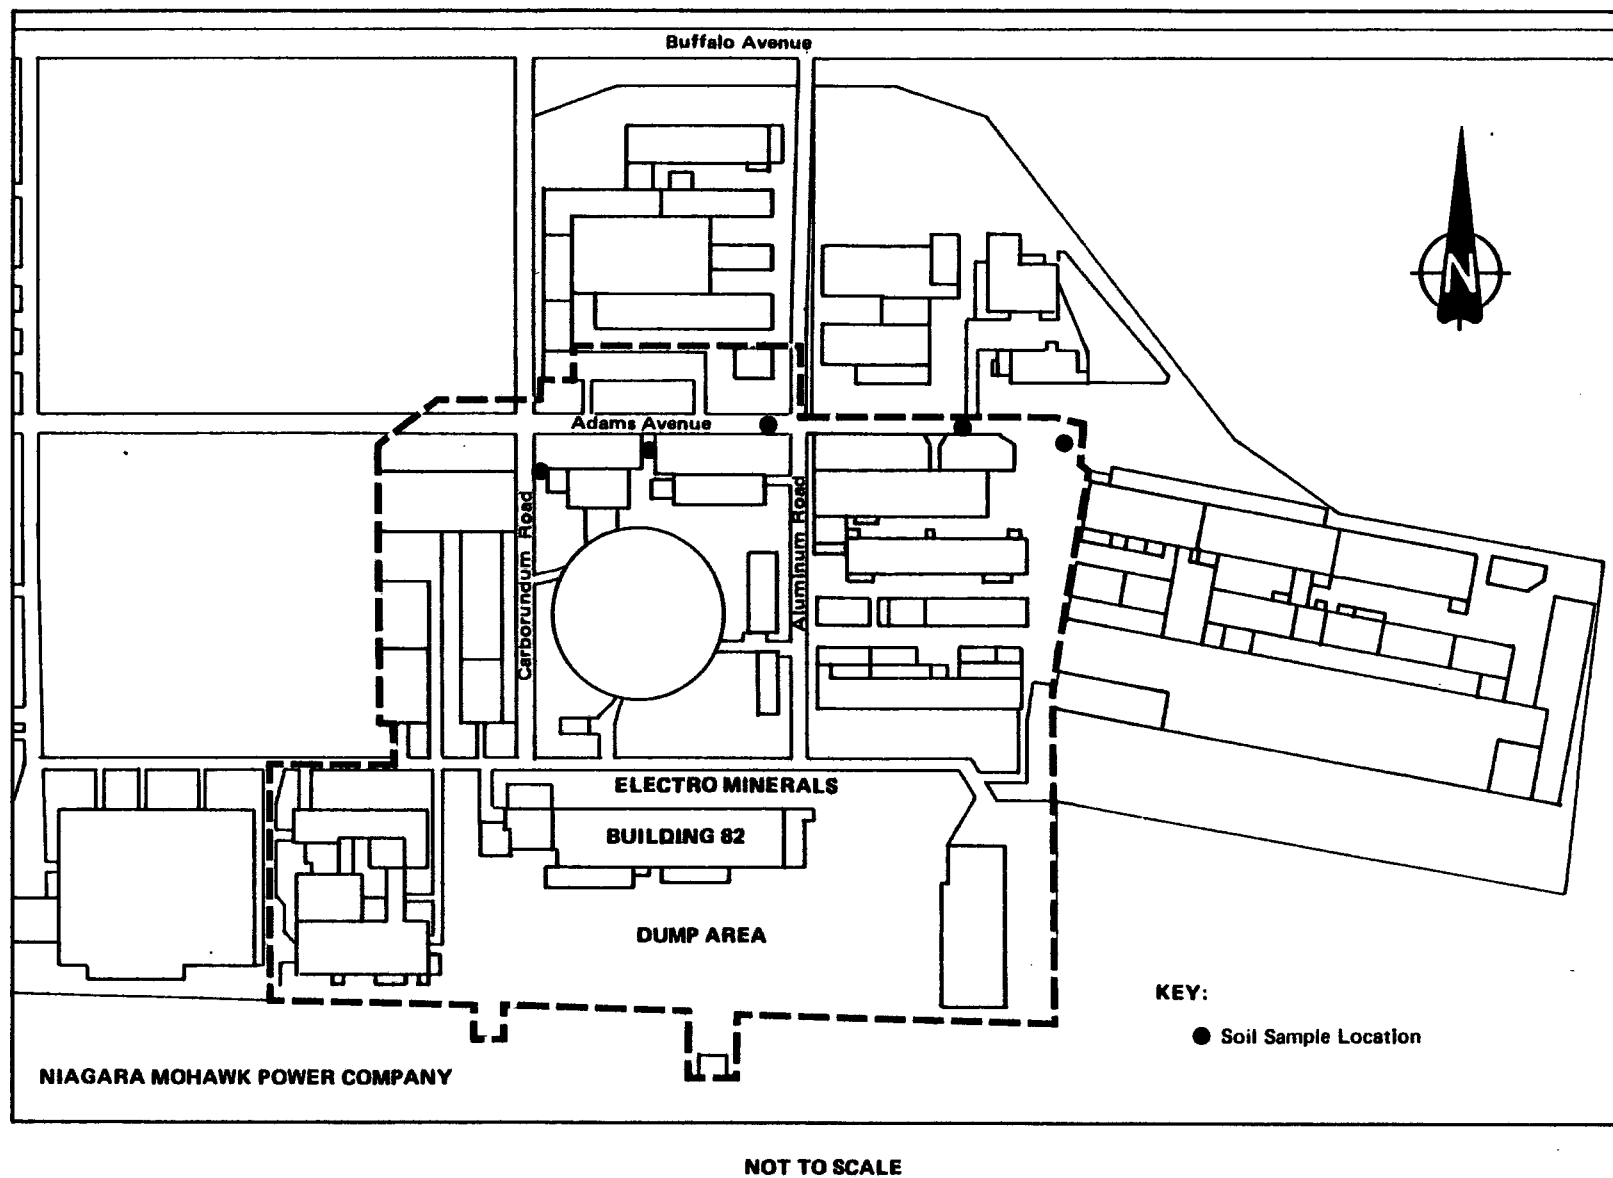 Buffalo Avenue
N
Adams Avenue
Carborundum Road
Aluminum Road
ELECTRO MINERALS
BUILDING 82
DUMP AREA
KEY:
Soil Sample Location
NIAGARA MOHAWK POWER COMPANY
NOT TO SCALE